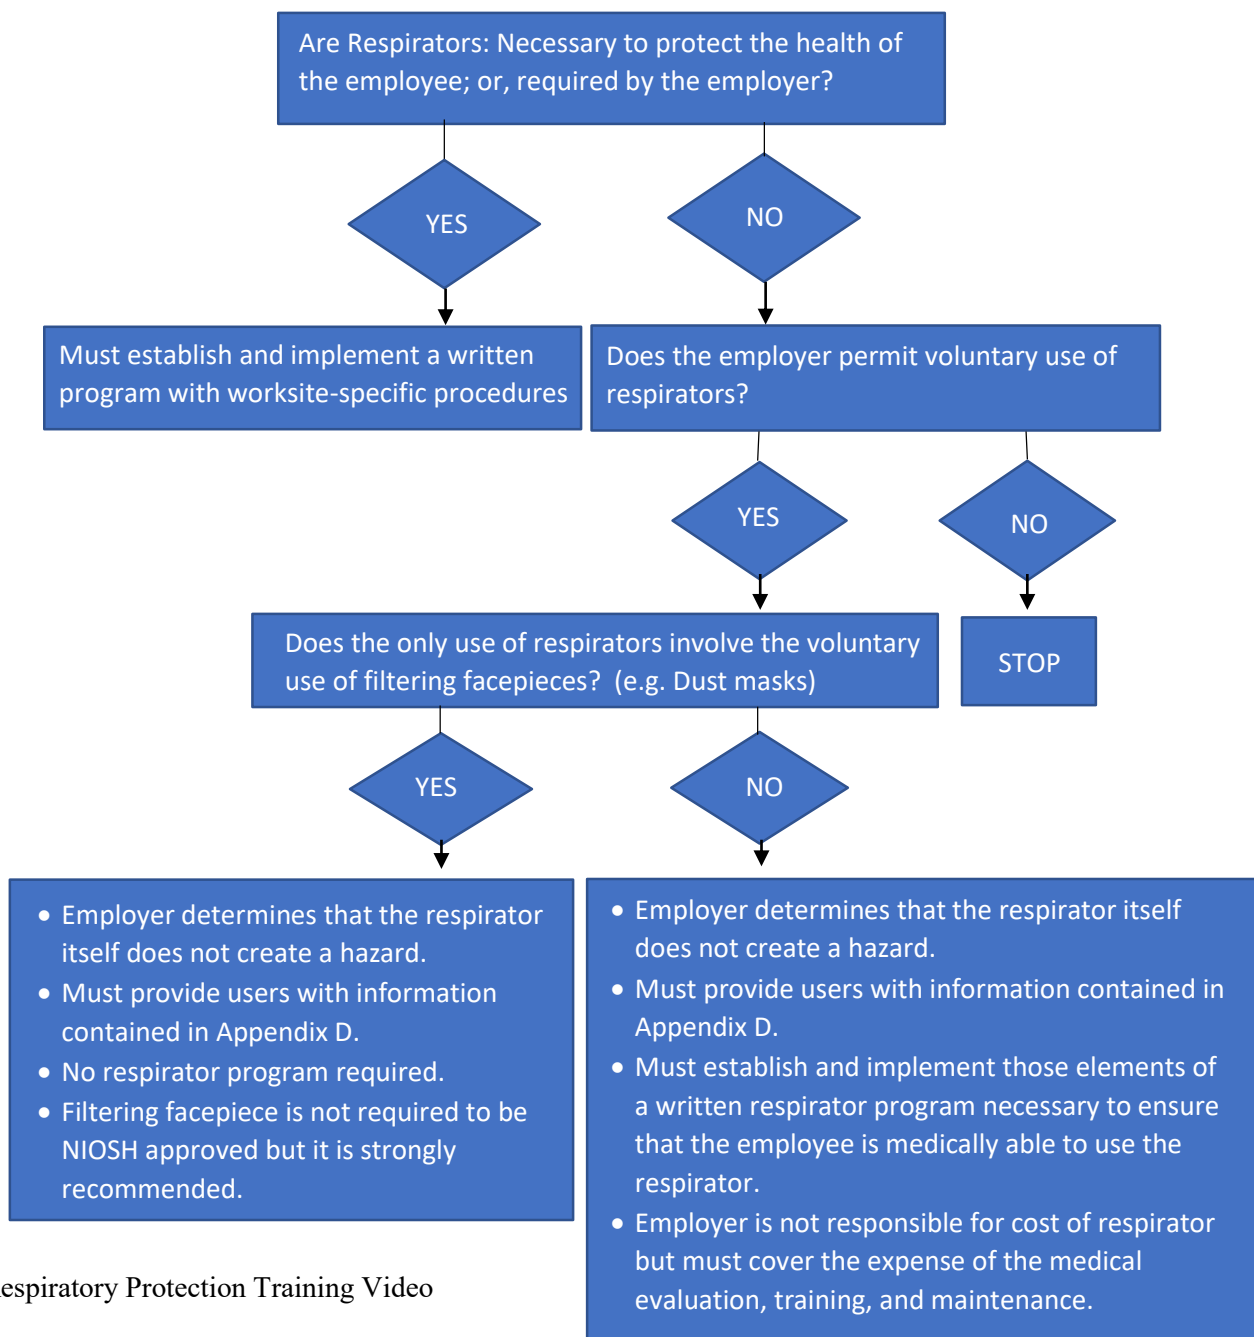 Are Respirators: Necessary to protect the health of
the employee; or, required by the employer?
YES
NO
Must establish and implement a written
program with worksite-specific procedures
Does the employer permit voluntary use of
respirators?
YES
NO
Does the only use of respirators involve the voluntary
use of filtering facepieces? (e.g. Dust masks)
STOP
YES
NO
• Employer determines that the respirator
itself does not create a hazard.
• Must provide users with information
contained in Appendix D.
• No respirator program required.
• Filtering facepiece is not required to be
NIOSH approved but it is strongly
recommended.
• Employer determines that the respirator itself
does not create a hazard.
• Must provide users with information contained in
Appendix D.
• Must establish and implement those elements of
a written respirator program necessary to ensure
that the employee is medically able to use the
respirator.
• Employer is not responsible for cost of respirator
but must cover the expense of the medical
evaluation, training, and maintenance.
espiratory Protection Training Video